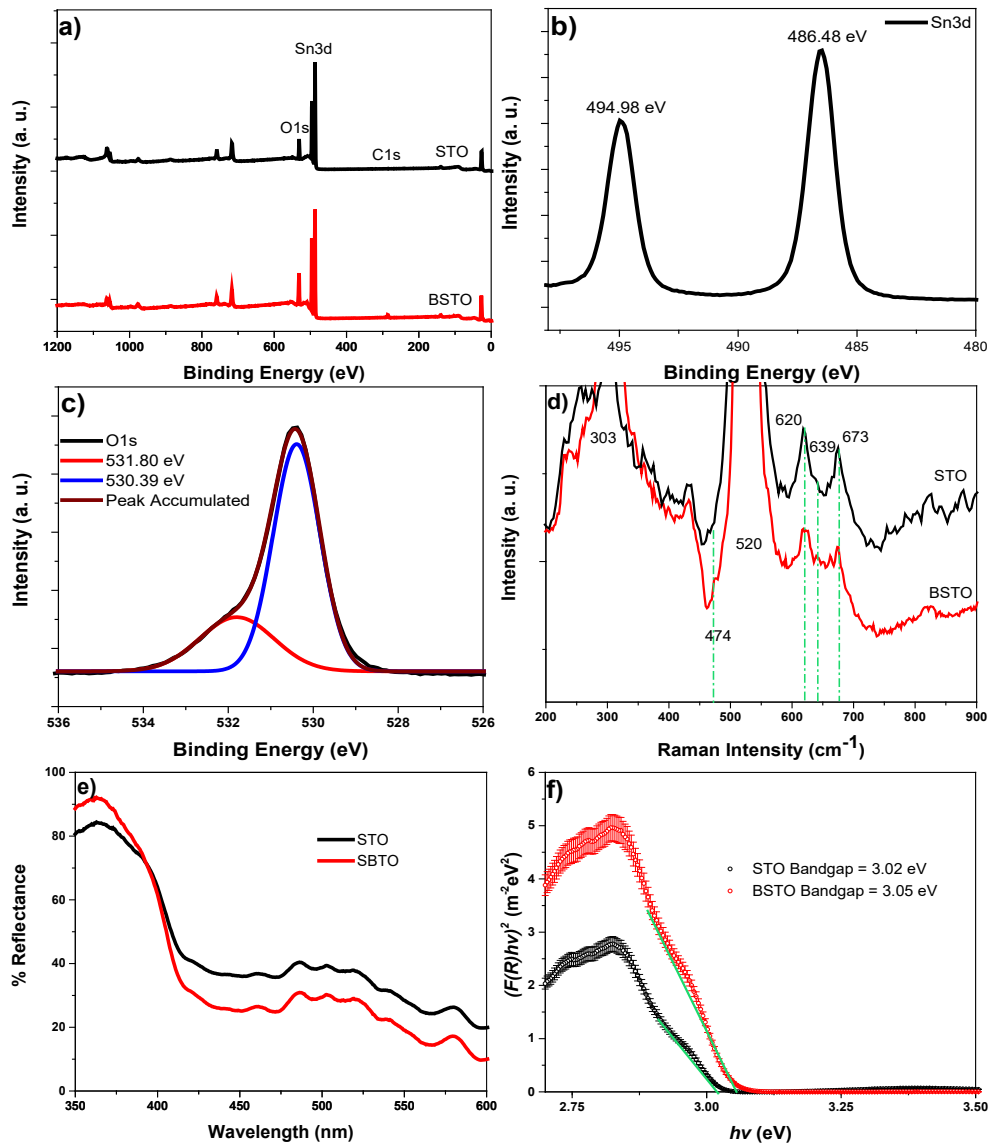 a)
Sn3d
O1s
C1s
STO
BSTO
Intensity (a. u.)
1200 1000 800 600 400 200 0
Binding Energy (eV)
b)
Sn3d
486.48 eV
494.98 eV
Intensity (a. u.)
495 490 485 480
Binding Energy (eV)
c)
O1s
531.80 eV
530.39 eV
Peak Accumulated
Intensity (a. u.)
536 534 532 530 528 526
Binding Energy (eV)
d)
303
620
639
673
STO
520
BSTO
474
Intensity (a. u.)
200 300 400 500 600 700 800 900
Raman Intensity (cm-1)
e)
STO
SBTO
% Reflectance
100
80
60
40
20
0
350 400 450 500 550 600
Wavelength (nm)
f)
STO Bandgap = 3.02 eV
BSTO Bandgap = 3.05 eV
(F(R)hv)2 (m-2eV2)
6
5
4
3
2
1
0
2.75 3.00 3.25 3.50
hv (eV)